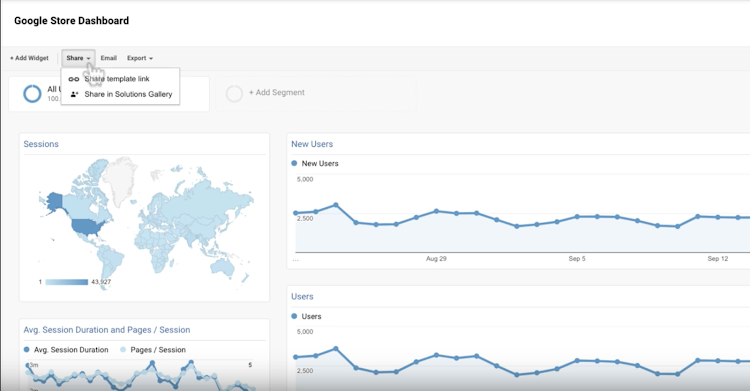 Google Store Dashboard
+ Add Widget Share Email Export
Share template link
Share in Solutions Gallery
All
100.
+ Add Segment
Sessions
1 43,927
New Users
New Users
5,000
2,500
... Aug 29 Sep 5 Sep 12
Avg. Session Duration and Pages / Session
Avg. Session Duration Pages / Session
3m 5
Users
Users
5,000
2,500